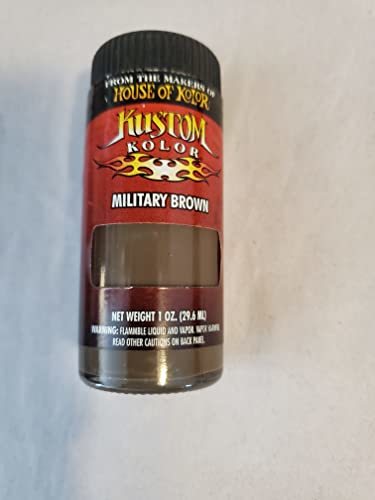 FROM THE MAKERS OF
HOUSE OF KOLOR
KUSTOM
KOLOR
MILITARY BROWN
NET WEIGHT 1 OZ. (29.6 ML)
WARNING: FLAMMBLE LIQUID AND VAPOR. VAPOR HARMFUL
READ OTHER CAUTIONS ON BACK PANEL.